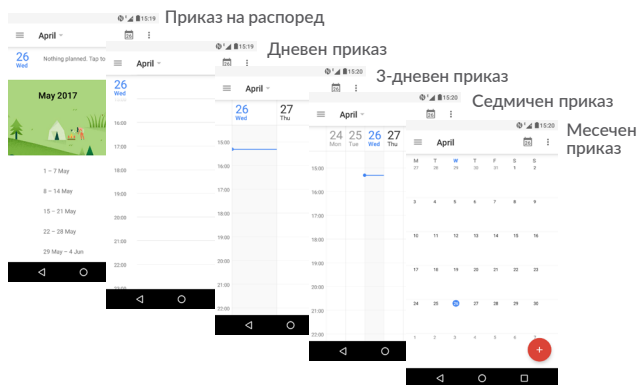 Приказ на распоред
Дневен приказ
3-дневен приказ
Седмичен приказ
Месечен
приказ
15:19
April
26
Wed
Nothing planned. Tap to
May 2017
1 – 7 May
8 – 14 May
15 – 21 May
22 – 28 May
29 May – 4 Jun
15:19
April
26
Wed
16:00
17:00
18:00
19:00
20:00
21:00
22:00
23:00
15:20
April
26 27
Wed Thu
15:00
16:00
17:00
18:00
19:00
20:00
21:00
22:00
15:20
April
24 25 26 27
Mon Tue Wed Thu
15:00
16:00
17:00
18:00
19:00
20:00
21:00
22:00
15:20
April
M T W T F S S
27 28 29 30 31 1 2
3 4 5 6 7 8 9
10 11 12 13 14 15 16
17 18 19 20 21 22 23
24 25 26 27 28 29 30
1 2 3 4 5 6